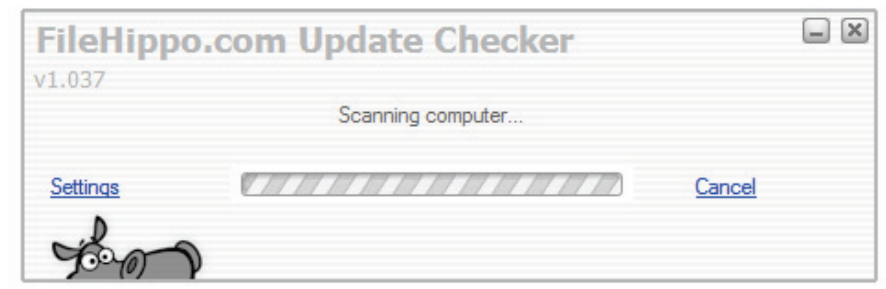 FileHippo.com Update Checker
v1.037
Scanning computer...
Settings
Cancel